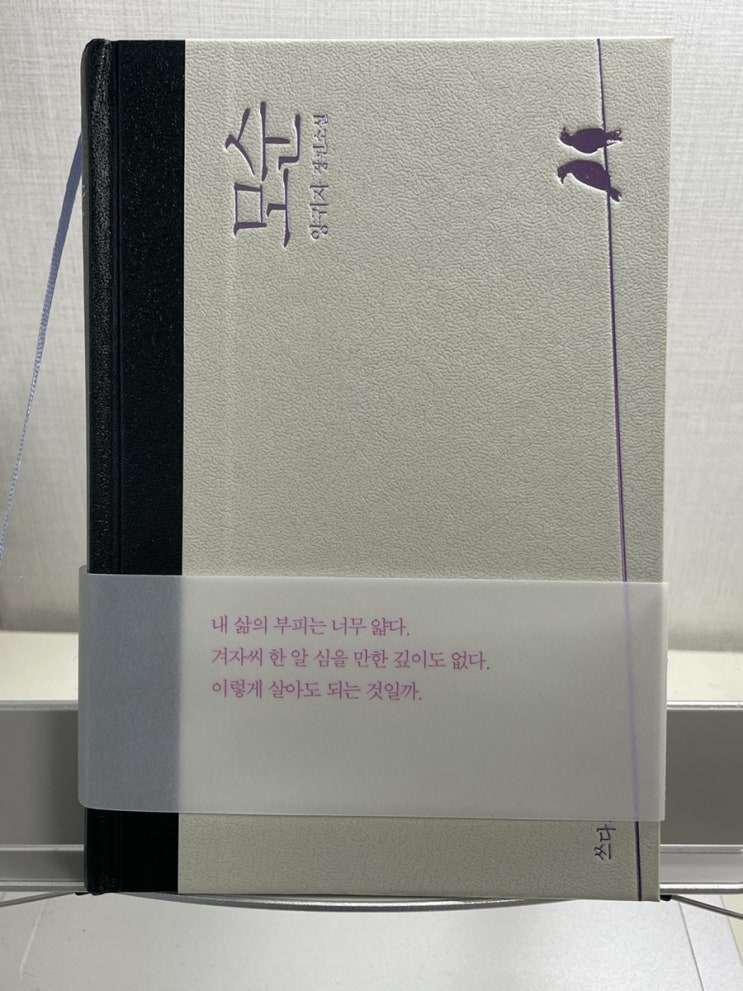 모순
양귀자 장편소설
내 삶의 부피는 너무 얇다.
겨자씨 한 알 심을 만한 깊이도 없다.
이렇게 살아도 되는 것일까.
쓰다.